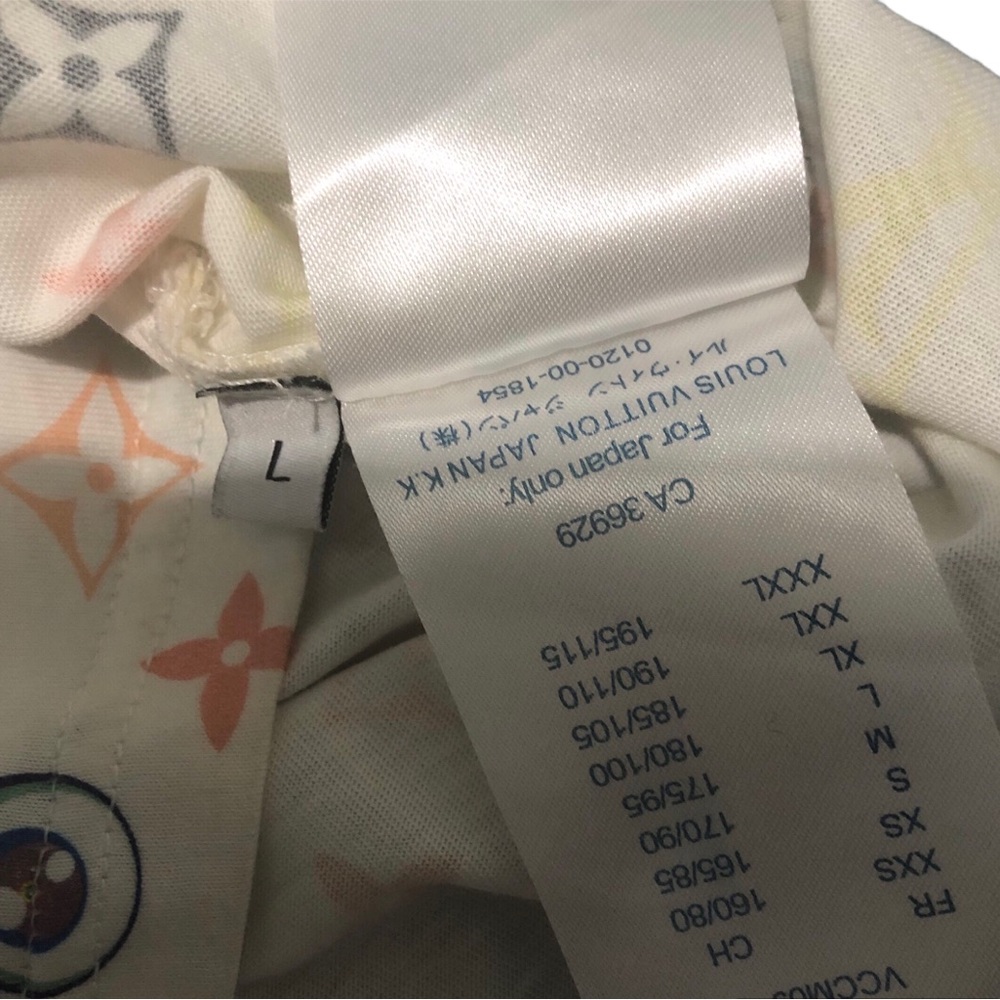 L
FR CH
XXS 160/80
XS 165/85
S 170/90
M 175/95
L 180/100
XL 185/105
XXL 190/110
XXXL 195/115
CA 36929
For Japan only:
LOUIS VUITTON JAPAN K.K
ルイ・ヴィトン ジャパン(株)
0120-00-1854